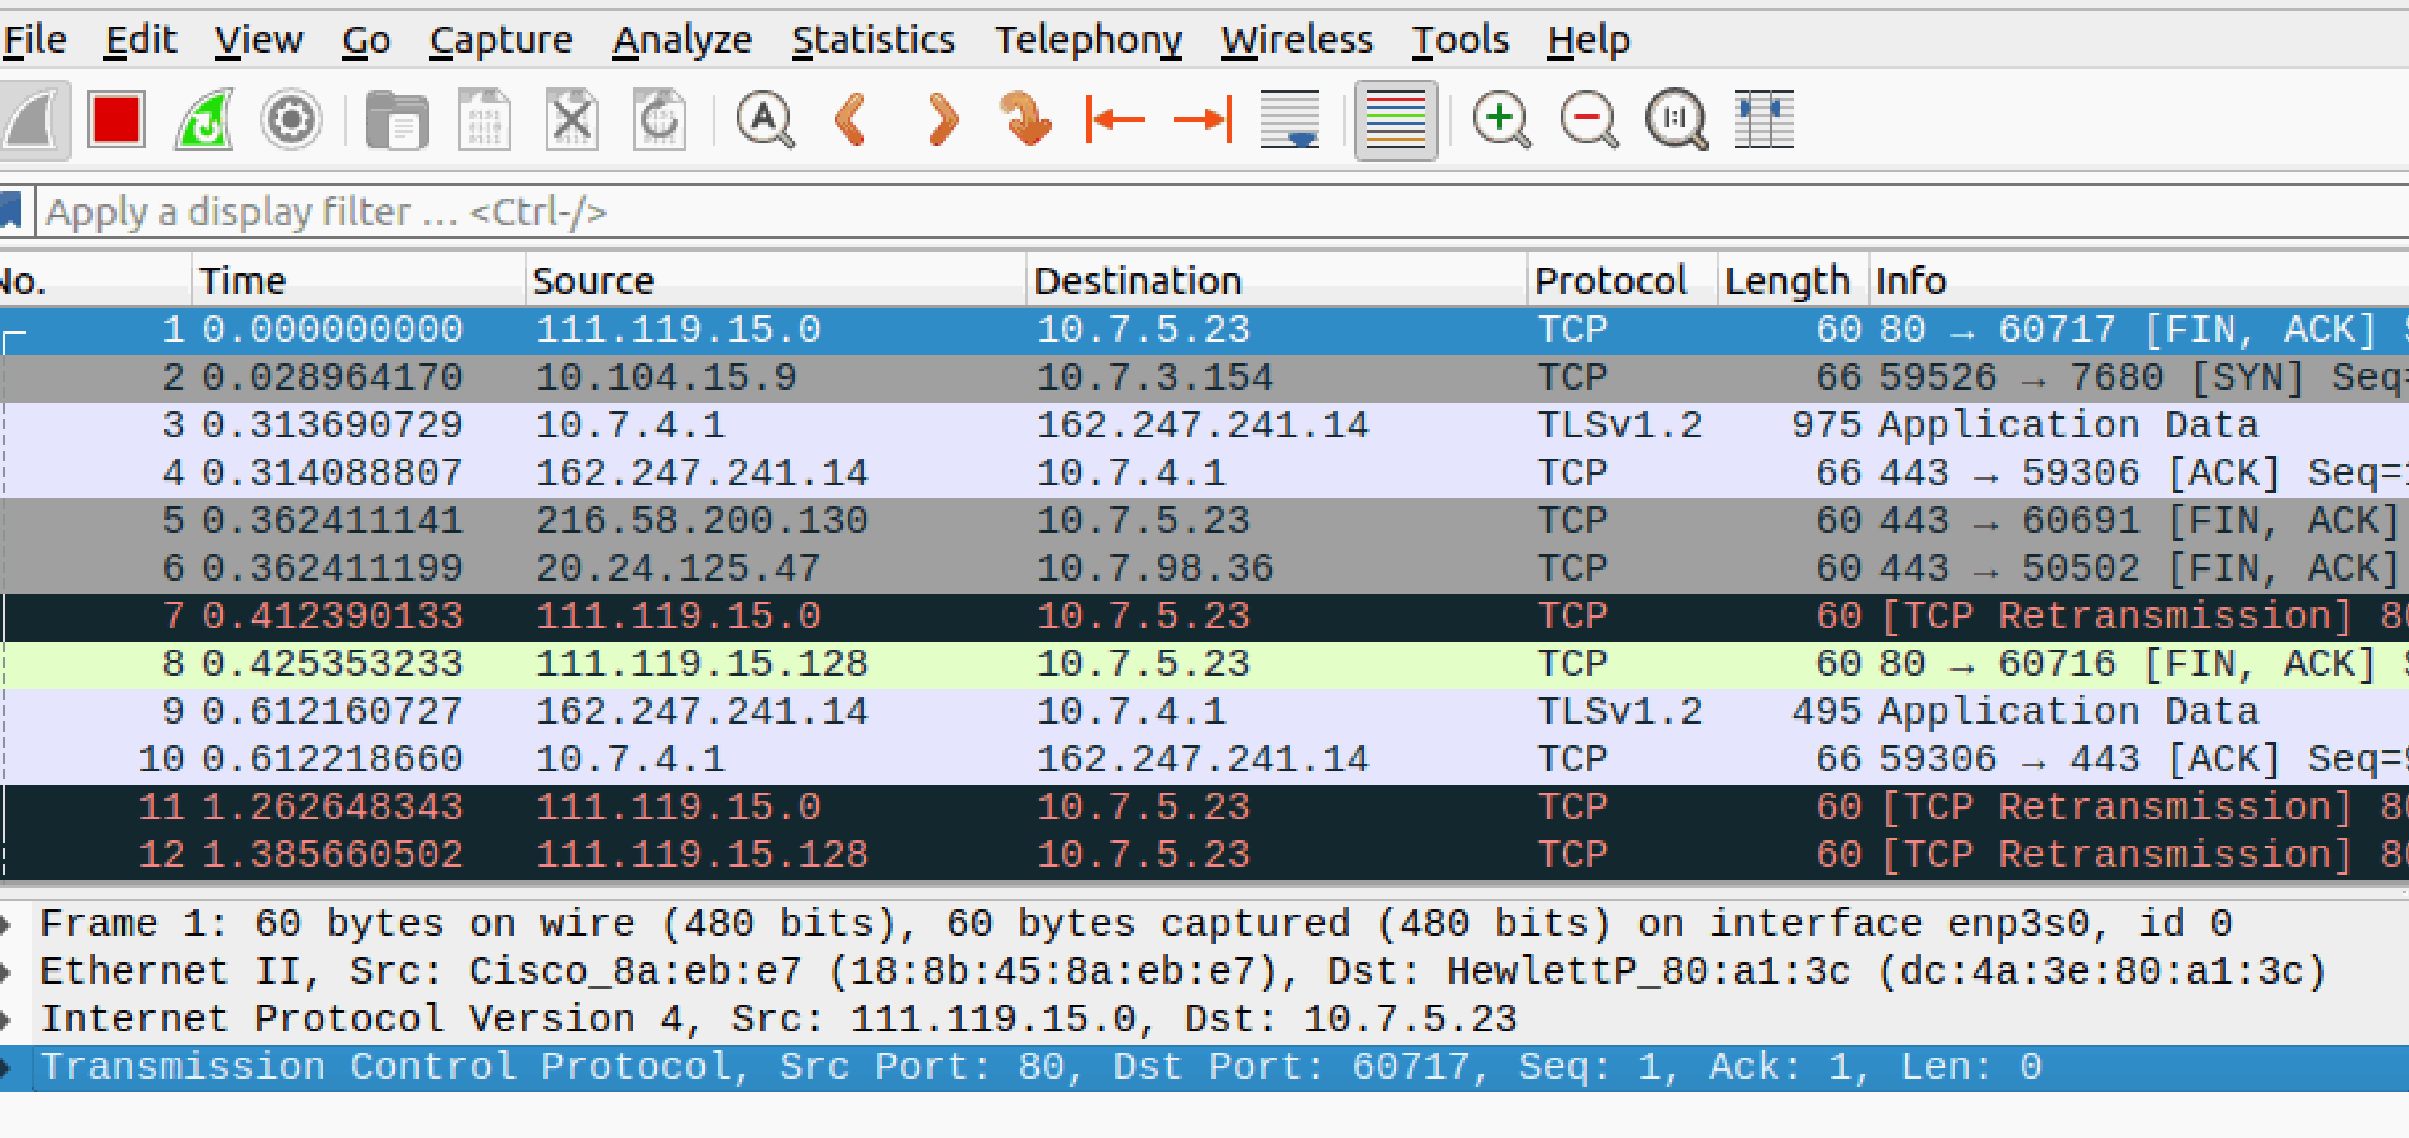 File Edit View Go Capture Analyze Statistics Telephony Wireless Tools Help
Apply a display filter ... <Ctrl-/>
No. Time Source Destination Protocol Length Info
1 0.000000000 111.119.15.0 10.7.5.23 TCP 60 80 → 60717 [FIN, ACK]
2 0.028964170 10.104.15.9 10.7.3.154 TCP 66 59526 → 7680 [SYN] Seq=
3 0.313690729 10.7.4.1 162.247.241.14 TLSv1.2 975 Application Data
4 0.314088807 162.247.241.14 10.7.4.1 TCP 66 443 → 59306 [ACK] Seq=
5 0.362411141 216.58.200.130 10.7.5.23 TCP 60 443 → 60691 [FIN, ACK]
6 0.362411199 20.24.125.47 10.7.98.36 TCP 60 443 → 50502 [FIN, ACK]
7 0.412390133 111.119.15.0 10.7.5.23 TCP 60 [TCP Retransmission] 80
8 0.425353233 111.119.15.128 10.7.5.23 TCP 60 80 → 60716 [FIN, ACK]
9 0.612160727 162.247.241.14 10.7.4.1 TLSv1.2 495 Application Data
10 0.612218660 10.7.4.1 162.247.241.14 TCP 66 59306 → 443 [ACK] Seq=
11 1.262648343 111.119.15.0 10.7.5.23 TCP 60 [TCP Retransmission] 80
12 1.385660502 111.119.15.128 10.7.5.23 TCP 60 [TCP Retransmission] 80
Frame 1: 60 bytes on wire (480 bits), 60 bytes captured (480 bits) on interface enp3s0, id 0
Ethernet II, Src: Cisco_8a:eb:e7 (18:8b:45:8a:eb:e7), Dst: HewlettP_80:a1:3c (dc:4a:3e:80:a1:3c)
Internet Protocol Version 4, Src: 111.119.15.0, Dst: 10.7.5.23
Transmission Control Protocol, Src Port: 80, Dst Port: 60717, Seq: 1, Ack: 1, Len: 0